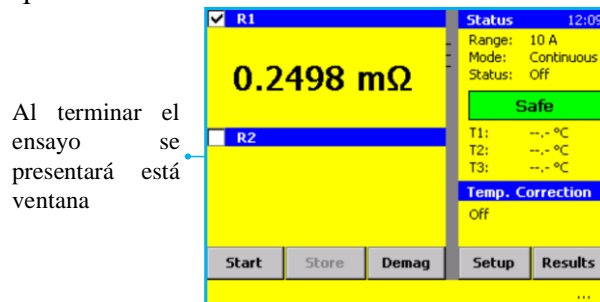 Al terminar el
ensayo se
presentará está
ventana
R1
0.2498 mΩ
R2
Start Store Demag
Status 12:09
Range: 10 A
Mode: Continuous
Status: Off
Safe
T1: --.- °C
T2: --.- °C
T3: --.- °C
Temp. Correction
Off
Setup Results
...